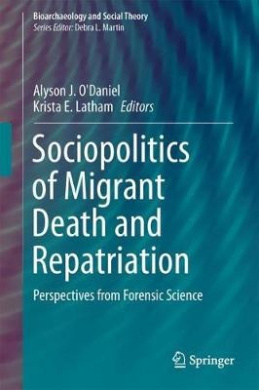 Bioarchaeology and Social Theory
Series Editor: Debra L. Martin
Alyson J. O'Daniel
Krista E. Latham Editors
Sociopolitics
of Migrant
Death and
Repatriation
Perspectives from Forensic Science
Springer